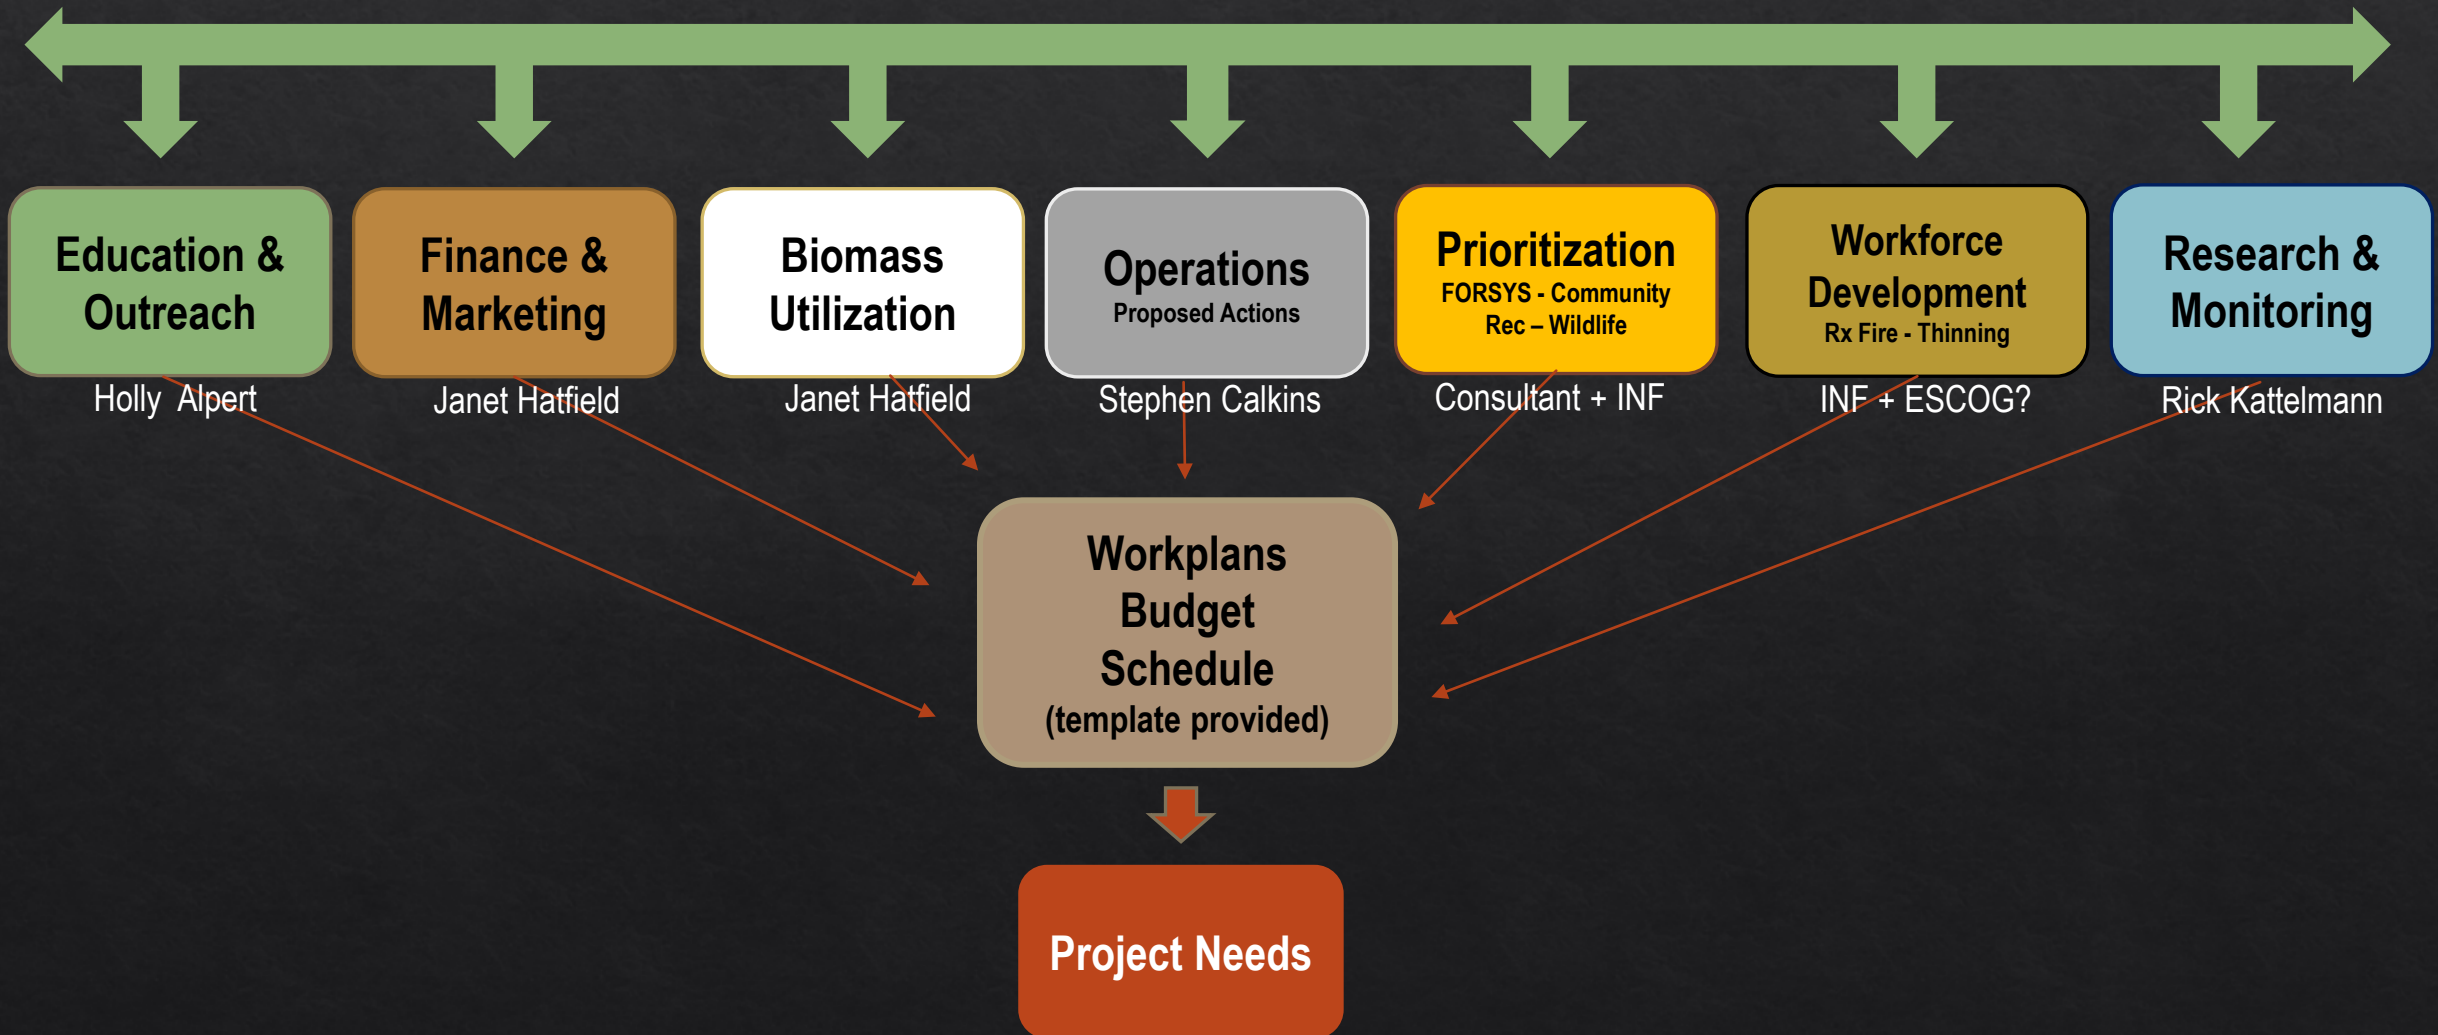 Education &
Outreach
Holly Alpert
Finance &
Marketing
Janet Hatfield
Biomass
Utilization
Janet Hatfield
Operations
Proposed Actions
Stephen Calkins
Prioritization
FORSYS - Community
Rec – Wildlife
Consultant + INF
Workforce
Development
Rx Fire - Thinning
INF + ESCOG?
Research &
Monitoring
Rick Kattelmann
Workplans
Budget
Schedule
(template provided)
Project Needs